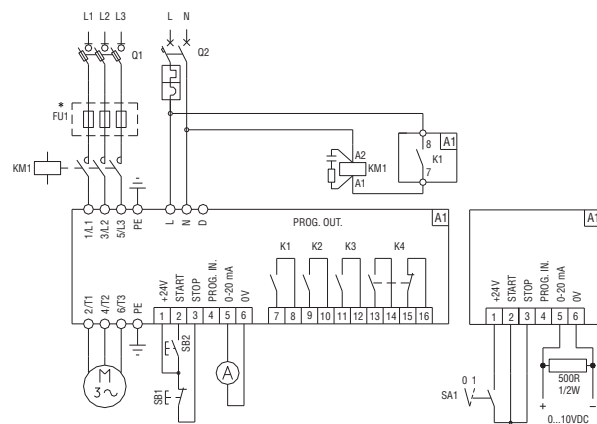 L1 L2 L3 L N
Q1 Q2
*
FU1
KM1
A2
KM1
A1
8 A1
K1
7
1/L1 3/L2 5/L3 PE L N D
PROG. OUT.
A1
+24V START STOP PROG. IN. 0-20 mA 0V
K1 K2 K3 K4
1 2 3 4 5 6 7 8 9 10 11 12 13 14 15 16
2/T1 4/T2 6/T3 PE
SB2
M
3~
SB1
A
A1
+24V START STOP PROG. IN. 0-20 mA 0V
1 2 3 4 5 6
0 1
SA1
500R
1/2W
+ –
0...10VDC